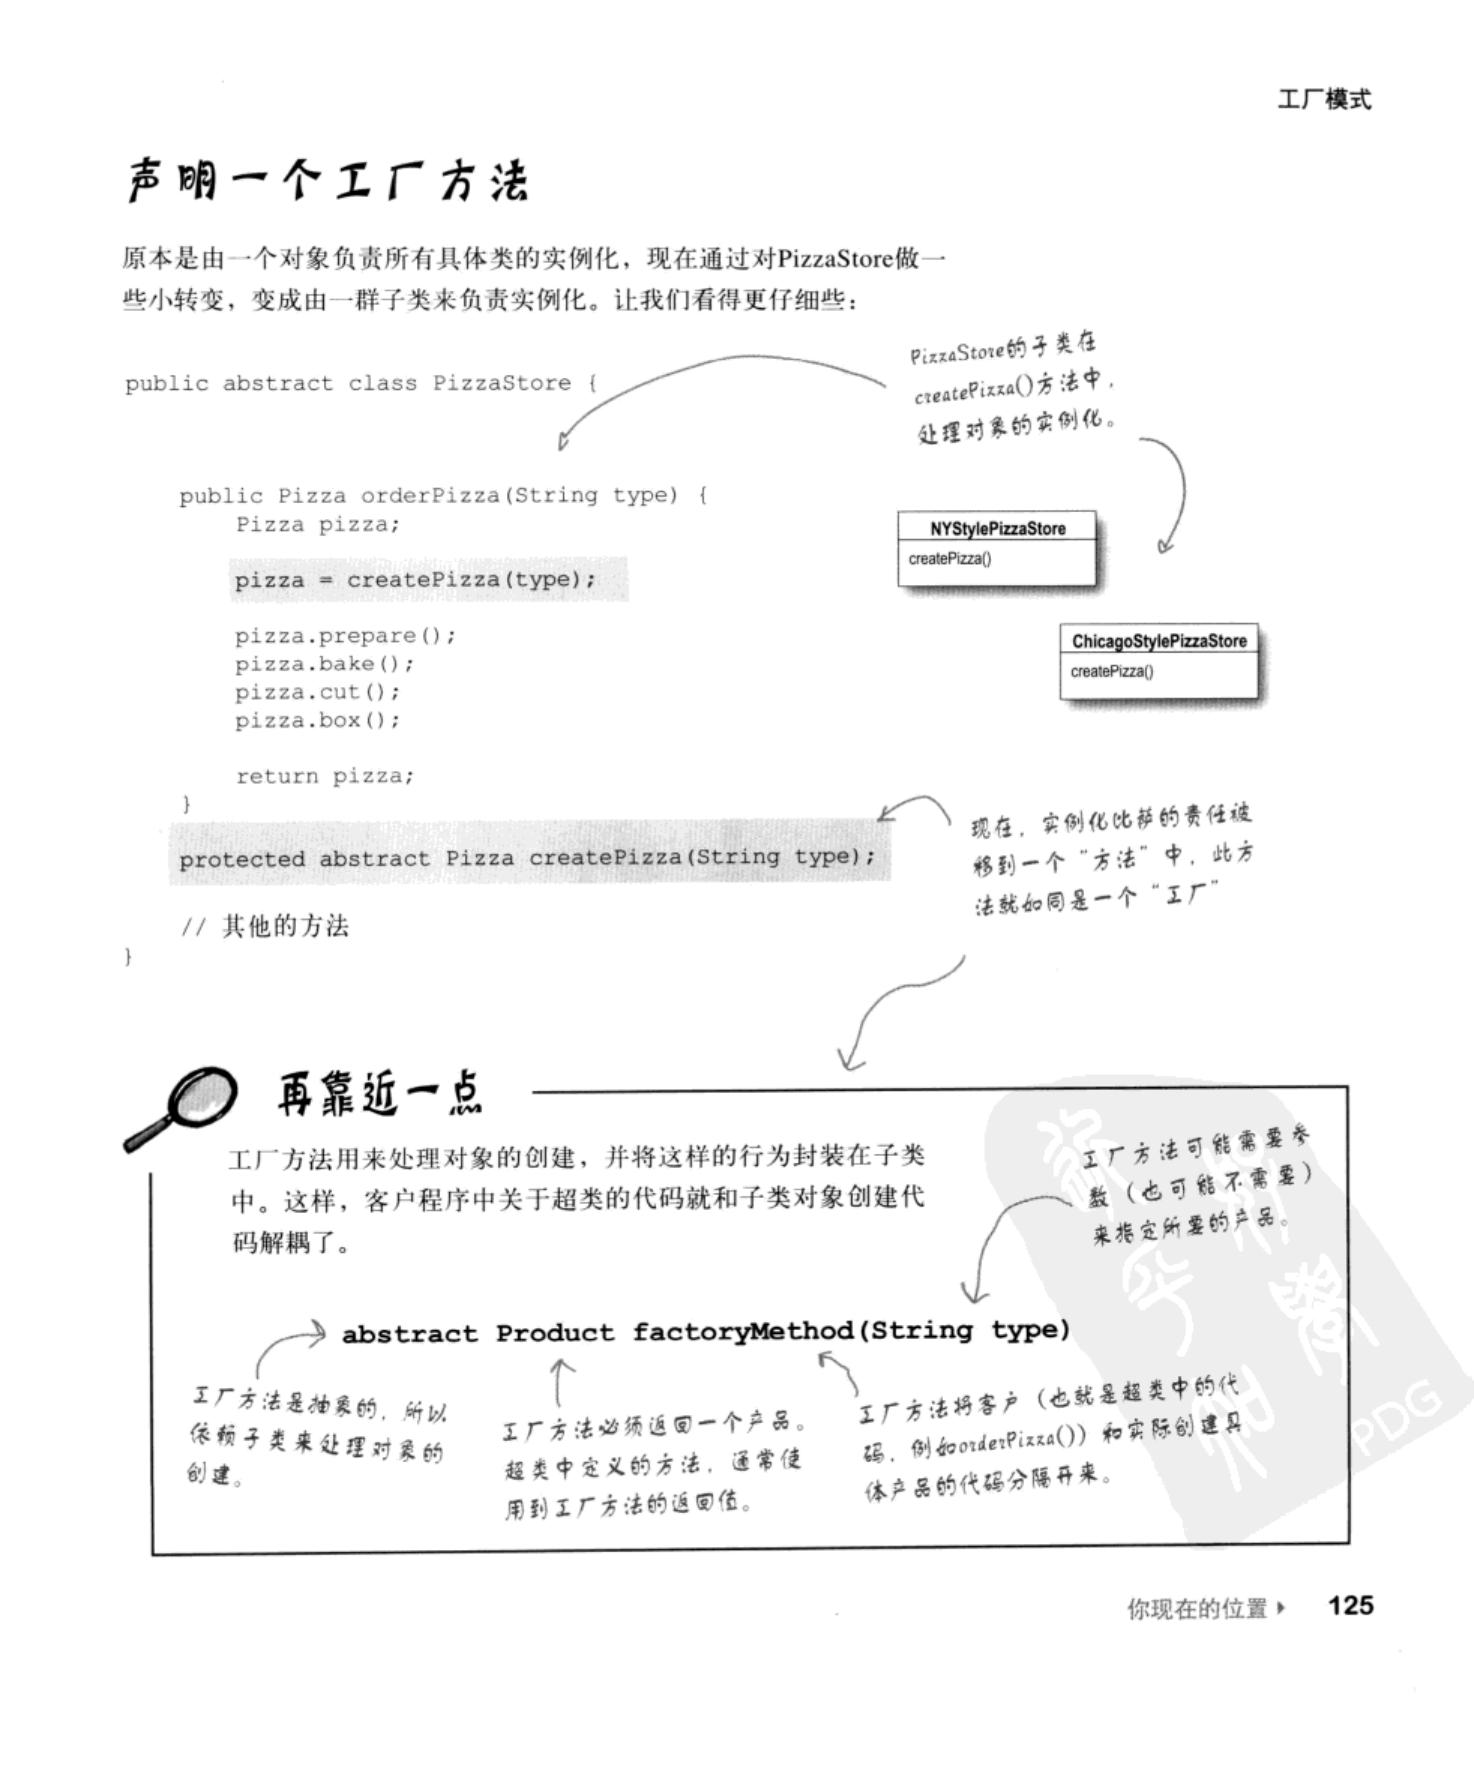 工厂模式
声明一个工厂方法
原本是由一个对象负责所有具体类的实例化，现在通过对PizzaStore做一
些小转变，变成由一群子类来负责实例化。让我们看得更仔细些：
public abstract class PizzaStore {
PizzaStore的子类在
createPizza()方法中，
处理对象的实例化。
public Pizza orderPizza(String type) {
Pizza pizza;
pizza = createPizza(type);
pizza.prepare();
pizza.bake();
pizza.cut();
pizza.box();
return pizza;
}
NYStylePizzaStore
createPizza()
ChicagoStylePizzaStore
createPizza()
protected abstract Pizza createPizza(String type);
现在，实例化比萨的责任被
移到一个“方法”中，此方
法就如同是一个“工厂”
// 其他的方法
}
再靠近一点
工厂方法用来处理对象的创建，并将这样的行为封装在子类
中。这样，客户程序中关于超类的代码就和子类对象创建代
码解耦了。
工厂方法可能需要参
数（也可能不需要）
来指定所要的产品。
abstract Product factoryMethod(String type)
工厂方法是抽象的，所以
依赖子类来处理对象的
创建。
工厂方法必须返回一个产品。
超类中定义的方法，通常使
用到工厂方法的返回值。
工厂方法将客户（也就是超类中的代
码，例如orderPizza()）和实际创建具
体产品的代码分隔开来。
PDG
你现在的位置 ▸ 125